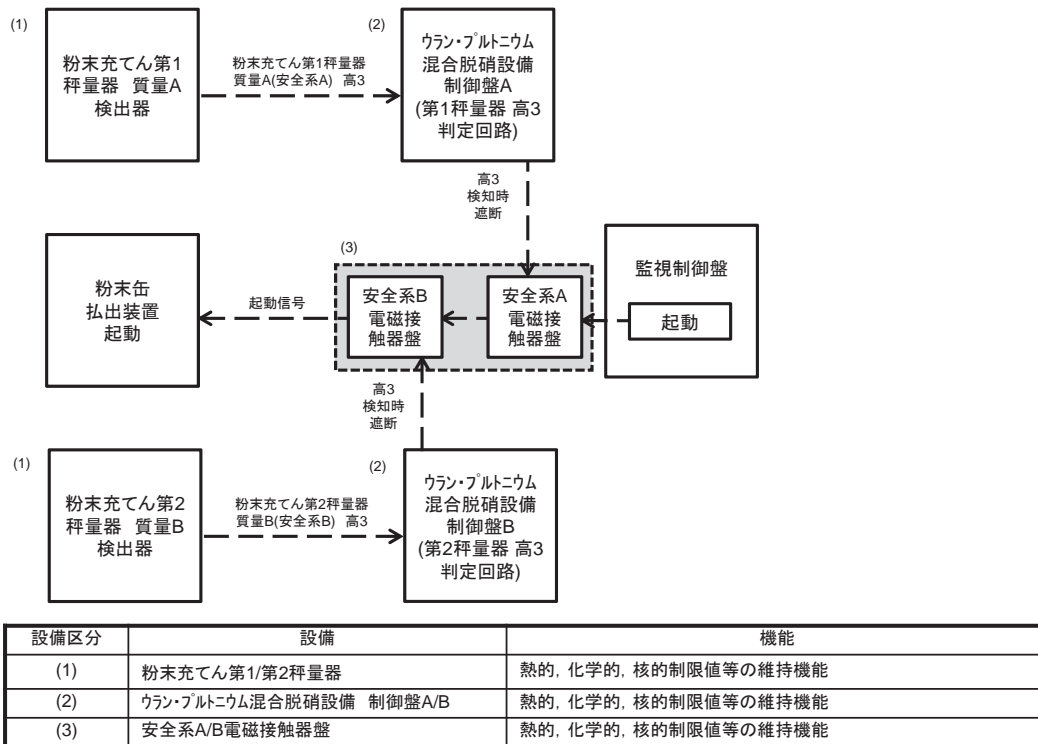 (1)
粉末充てん第1
秤量器 質量A
検出器
粉末充てん第1秤量器
質量A(安全系A) 高3
(2)
ウラン・プルトニウム
混合脱硝設備
制御盤A
(第1秤量器 高3
判定回路)
高3
検知時
遮断
粉末缶
払出装置
起動
起動信号
(3)
安全系B
電磁接
触器盤
安全系A
電磁接
触器盤
監視制御盤
起動
高3
検知時
遮断
(1)
粉末充てん第2
秤量器 質量B
検出器
粉末充てん第2秤量器
質量B(安全系B) 高3
(2)
ウラン・プルトニウム
混合脱硝設備
制御盤B
(第2秤量器 高3
判定回路)
設備区分 設備 機能
(1) 粉末充てん第1/第2秤量器 熱的, 化学的, 核的制限値等の維持機能
(2) ウラン・プルトニウム混合脱硝設備 制御盤A/B 熱的, 化学的, 核的制限値等の維持機能
(3) 安全系A/B電磁接触器盤 熱的, 化学的, 核的制限値等の維持機能